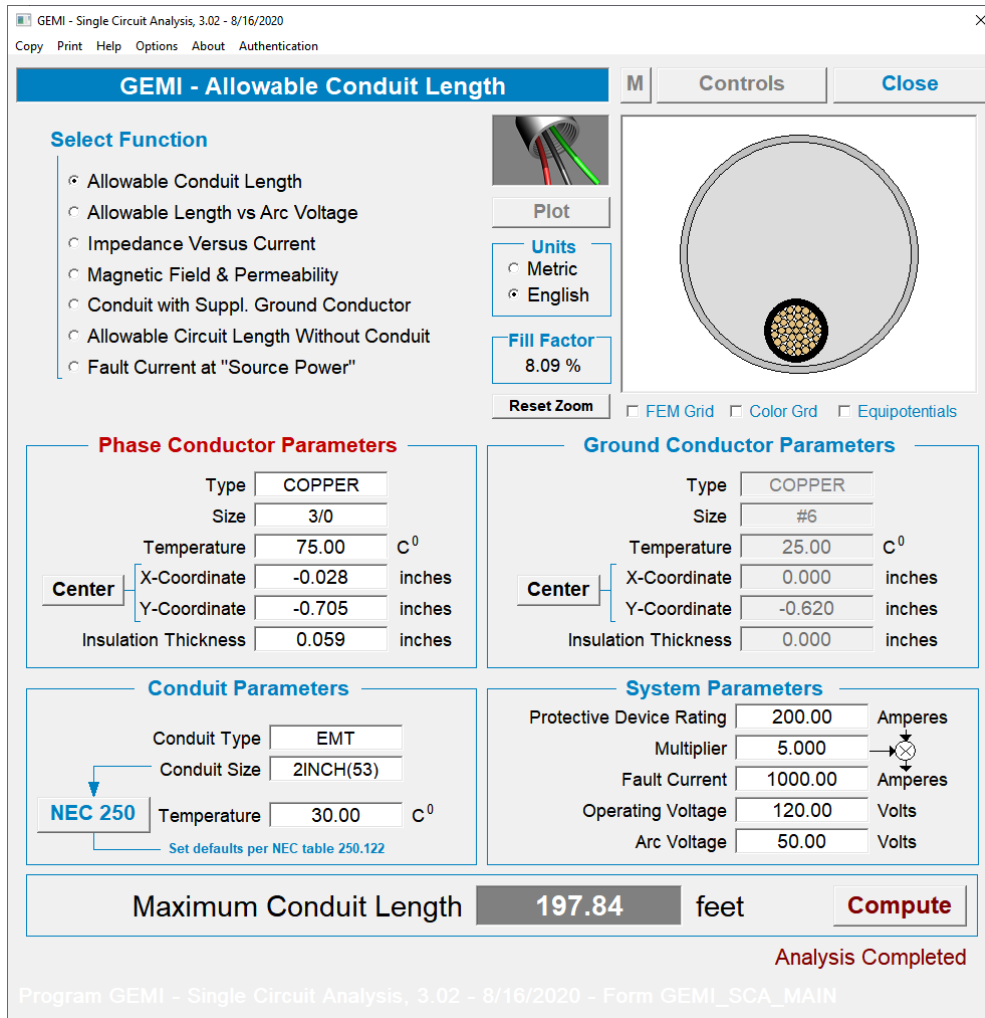 GEMI - Single Circuit Analysis, 3.02 - 8/16/2020
Copy Print Help Options About Authentication
GEMI - Allowable Conduit Length
M
Controls
Close
Select Function
Allowable Conduit Length
Allowable Length vs Arc Voltage
Impedance Versus Current
Magnetic Field & Permeability
Conduit with Suppl. Ground Conductor
Allowable Circuit Length Without Conduit
Fault Current at "Source Power"
Plot
Units
Metric
English
Fill Factor
8.09 %
Reset Zoom
FEM Grid Color Grd Equipotentials
Phase Conductor Parameters
Type COPPER
Size 3/0
Temperature 75.00 C⁰
Center
X-Coordinate -0.028 inches
Y-Coordinate -0.705 inches
Insulation Thickness 0.059 inches
Ground Conductor Parameters
Type COPPER
Size #6
Temperature 25.00 C⁰
Center
X-Coordinate 0.000 inches
Y-Coordinate -0.620 inches
Insulation Thickness 0.000 inches
Conduit Parameters
Conduit Type EMT
Conduit Size 2INCH(53)
NEC 250
Temperature 30.00 C⁰
Set defaults per NEC table 250.122
System Parameters
Protective Device Rating 200.00 Amperes
Multiplier 5.000
Fault Current 1000.00 Amperes
Operating Voltage 120.00 Volts
Arc Voltage 50.00 Volts
Maximum Conduit Length 197.84 feet
Compute
Analysis Completed
Program GEMI - Single Circuit Analysis, 3.02 - 8/16/2020 - Form GEMI_SCA_MAIN